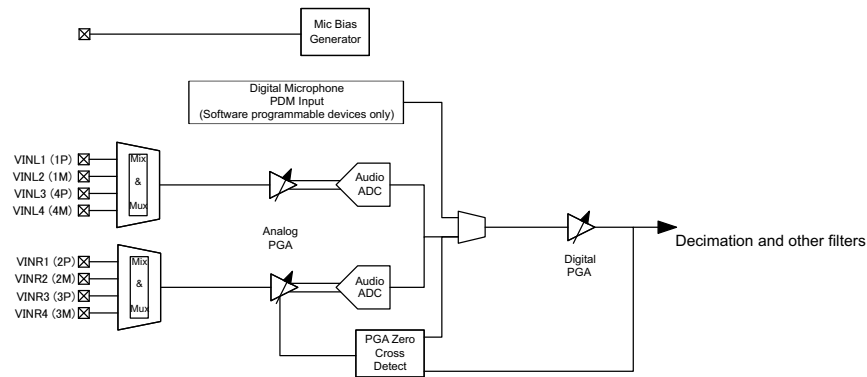 Mic Bias
Generator
Digital Microphone
PDM Input
(Software programmable devices only)
VINL1 (1P)
VINL2 (1M)
VINL3 (4P)
VINL4 (4M)
Mix
&
Mux
Audio
ADC
Analog
PGA
VINR1 (2P)
VINR2 (2M)
VINR3 (3P)
VINR4 (3M)
Mix
&
Mux
Audio
ADC
Digital
PGA
Decimation and other filters
PGA Zero
Cross
Detect